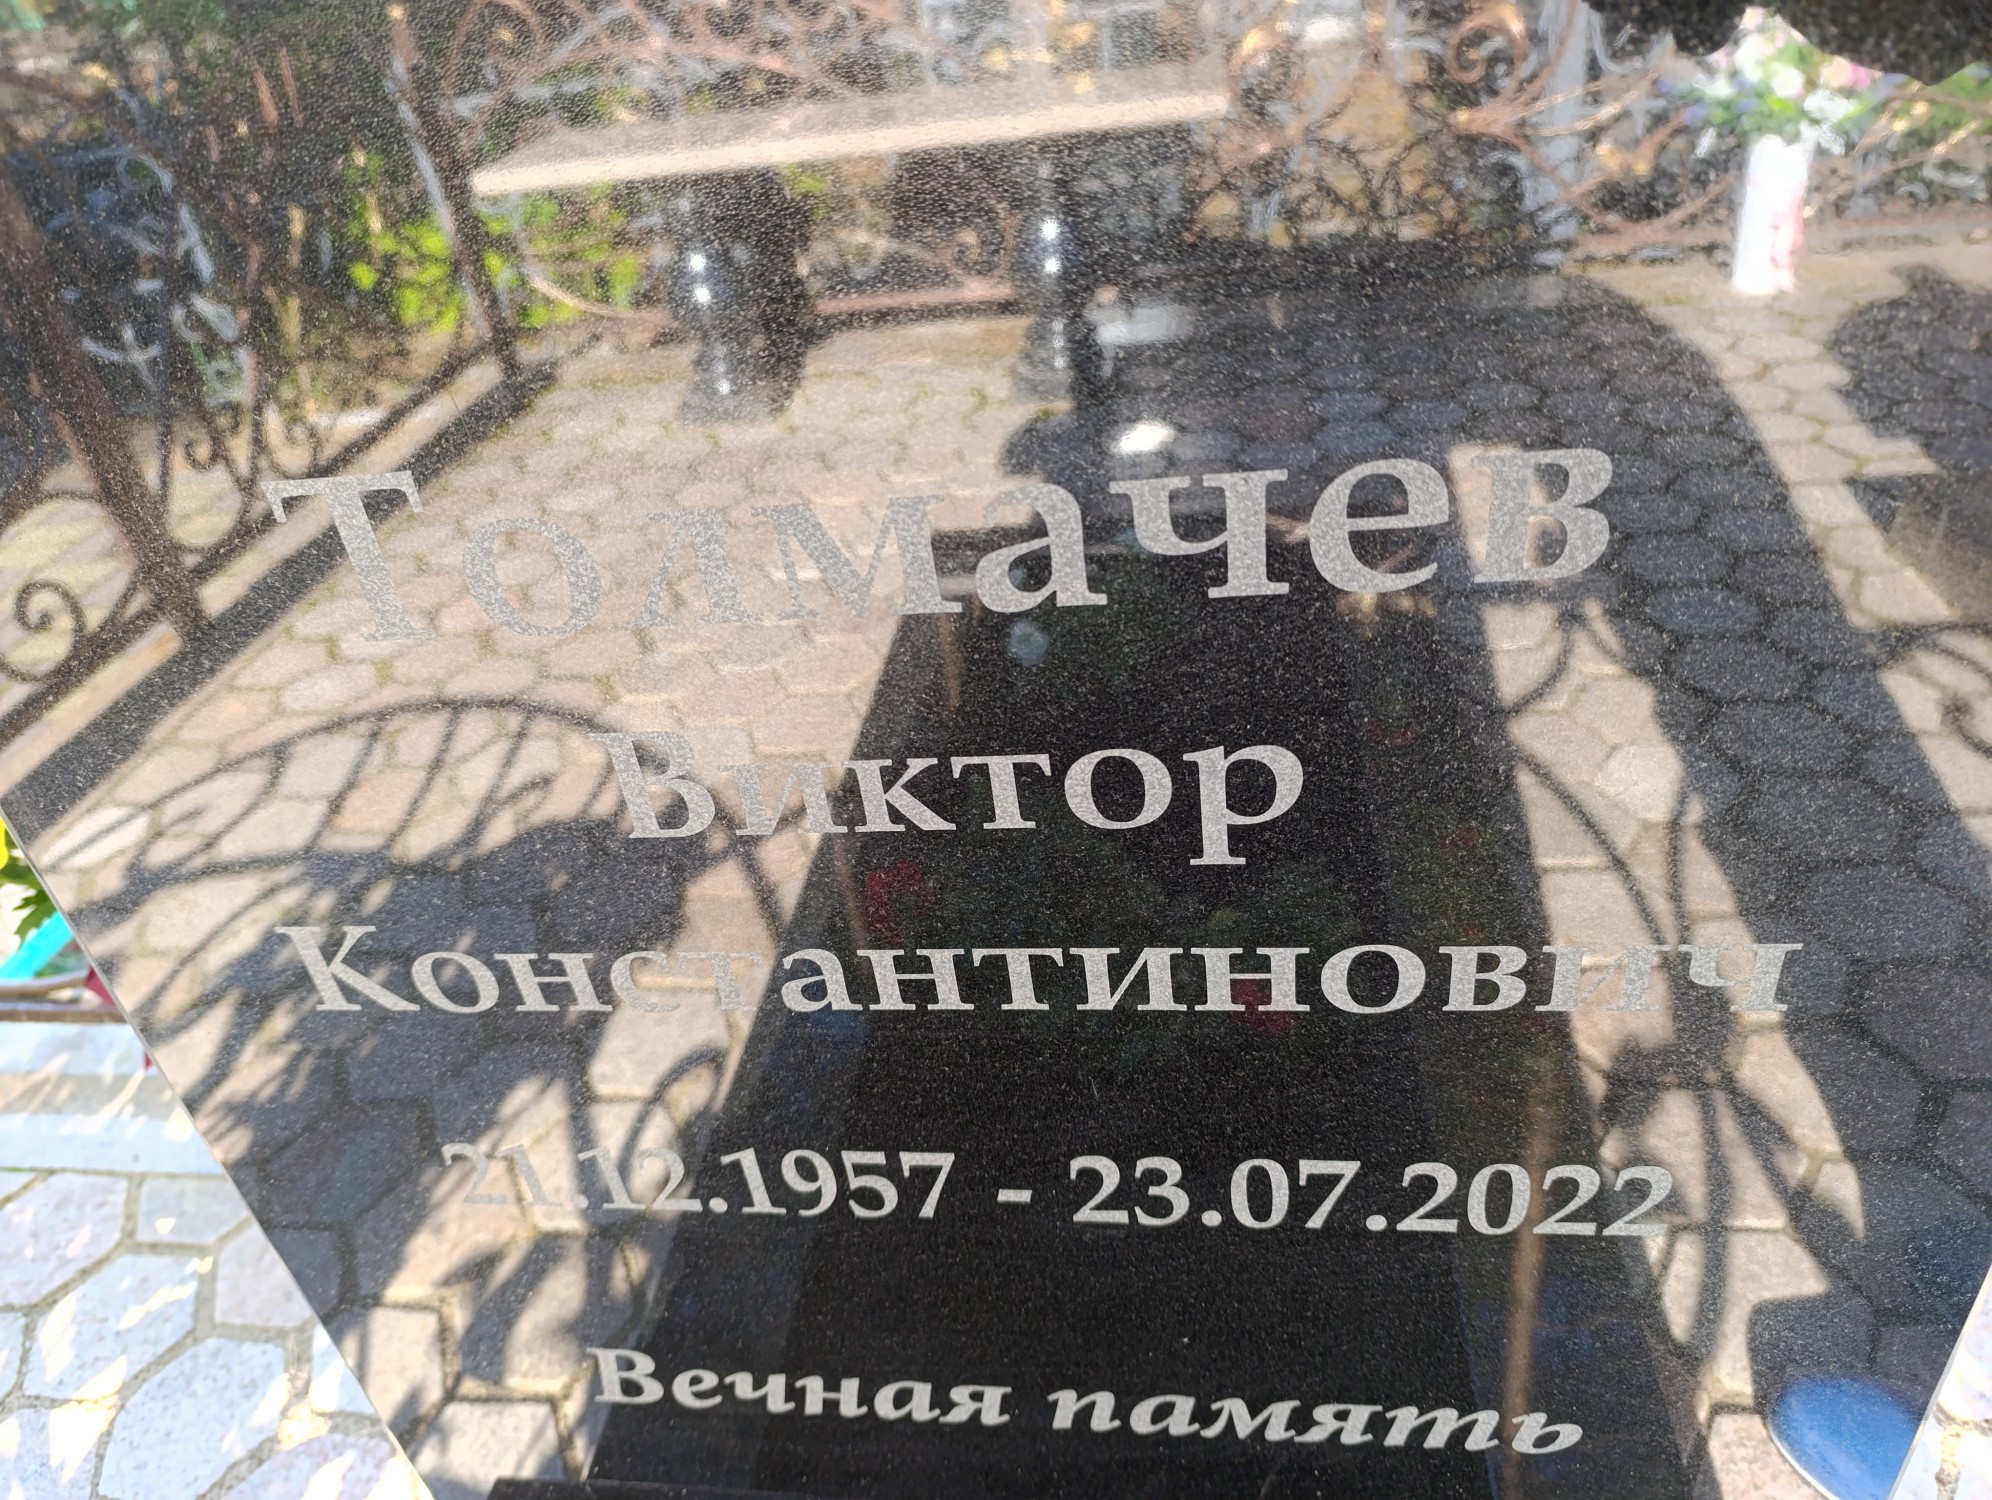 Толмачев
Виктор
Константинович
21.12.1957 - 23.07.2022
Вечная память